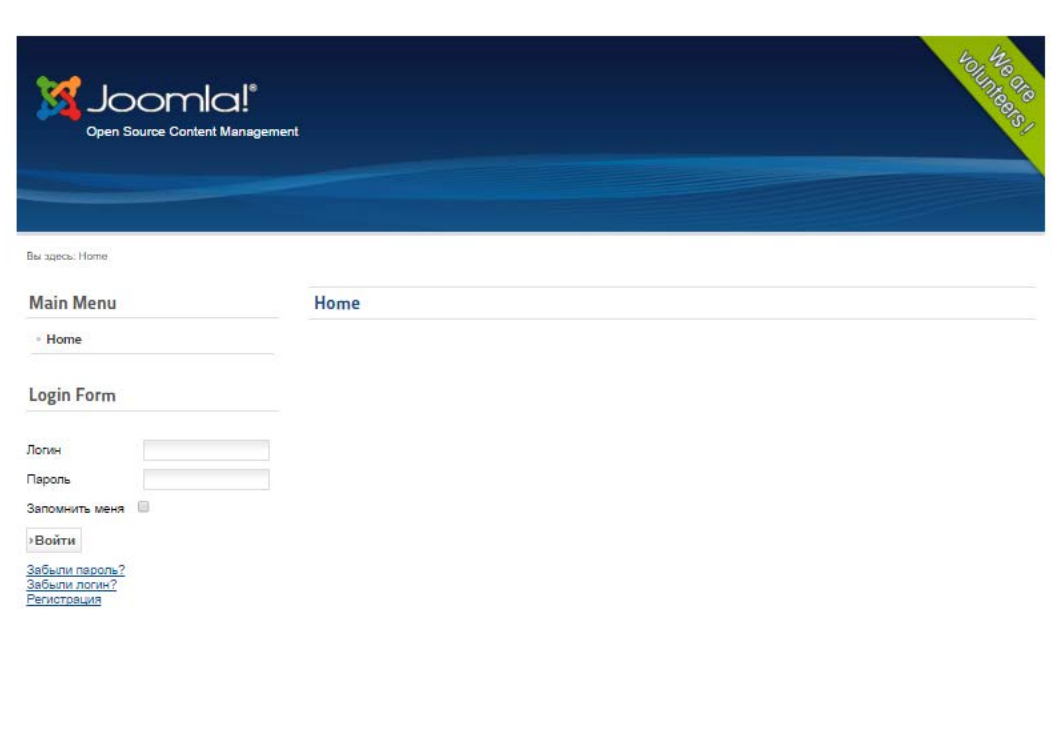 Joomla!®
Open Source Content Management
We are
volunteers!
Вы здесь: Home
Main Menu
Home
Home
Login Form
Логин
Пароль
Запомнить меня
Войти
Забыли пароль?
Забыли логин?
Регистрация